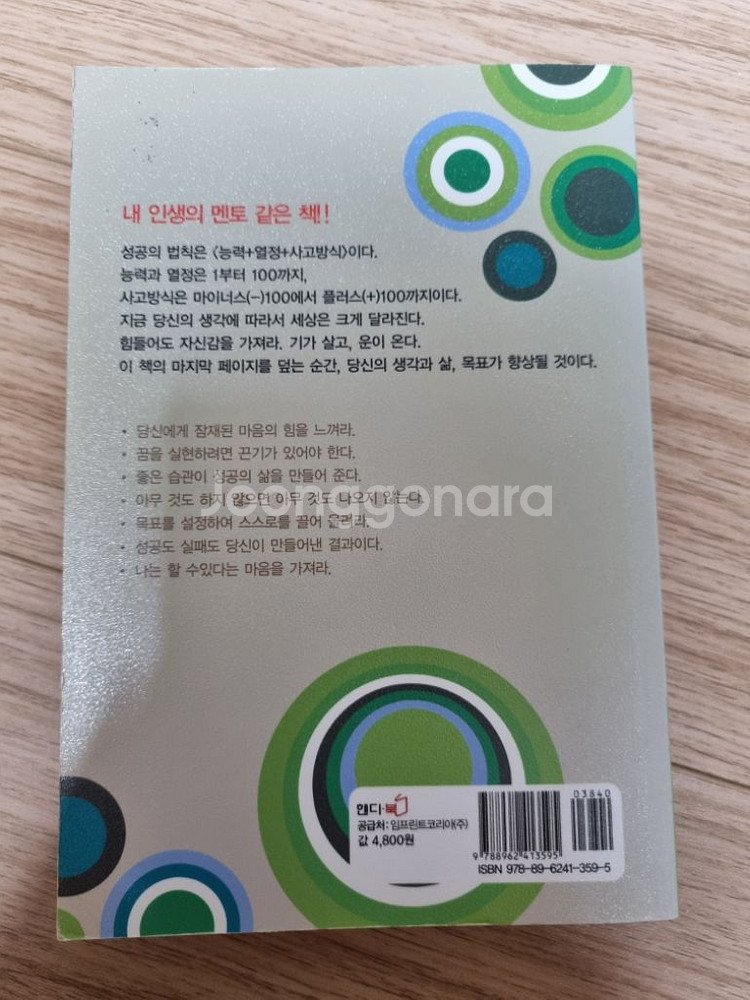 내 인생의 멘토 같은 책!!
성공의 법칙은 <능력+열정+사고방식>이다.
능력과 열정은 1부터 100까지,
사고방식은 마이너스(-)100에서 플러스(+)100까지이다.
지금 당신의 생각에 따라서 세상은 크게 달라진다.
힘들어도 자신감을 가져라. 기가 살고, 운이 온다.
이 책의 마지막 페이지를 덮는 순간, 당신의 생각과 삶, 목표가 향상될 것이다.
• 당신에게 잠재된 마음의 힘을 느껴라.
• 꿈을 실현하려면 끈기가 있어야 한다.
• 좋은 습관이 성공의 삶을 만들어 준다.
• 아무 것도 하지 않으면 아무 것도 나오지 않는다.
• 목표를 설정하여 스스로를 끌어 올려라.
• 성공도 실패도 당신이 만들어낸 결과이다.
• 나는 할 수있다는 마음을 가져라.
Joonggonara
핸디·북
공급처: 임프린트코리아(주)
값 4,800원
03840
9 788962 413595
ISBN 978-89-6241-359-5